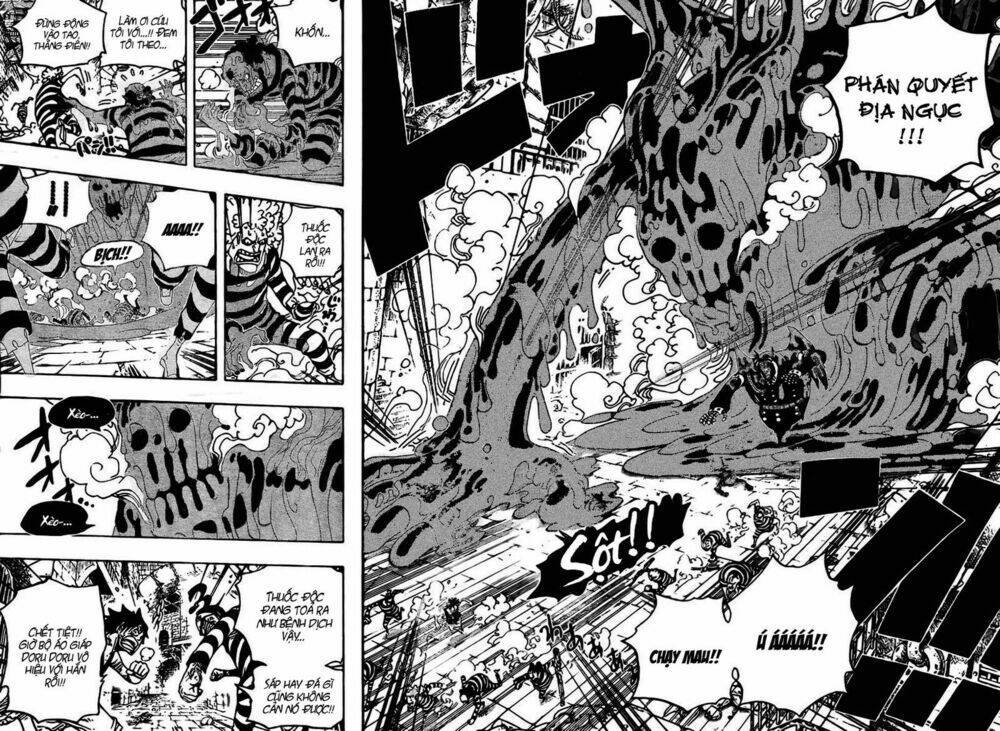 PHÁN QUYẾT
ĐỊA NGỤC
!!!
Sột!!
Ú ÁÁÁÁÁ!!
CHẠY MAU!!
KHỐN...
LÀM ƠI CỨU
TÔI VỚI...!! ĐEM
TÔI THEO...
ĐỪNG ĐỘNG
VÀO TAO,
THẰNG ĐIÊN!!
THUỐC
ĐỘC
LAN RA
RỒI!!
AAAA!!
BỊCH!!
!!
Xèo-...
Xèo-...
THUỐC ĐỘC
ĐANG TOẢ RA
NHƯ BỆNH DỊCH
VẬY...
SÁP HAY ĐÁ GÌ
CŨNG KHÔNG
CẢN NÓ ĐƯỢC!!
CHẾT TIỆT!!
GIỜ BỘ ÁO GIÁP
DORU DORU VÔ
HIỆU VỚI HẮN
RỒI!!